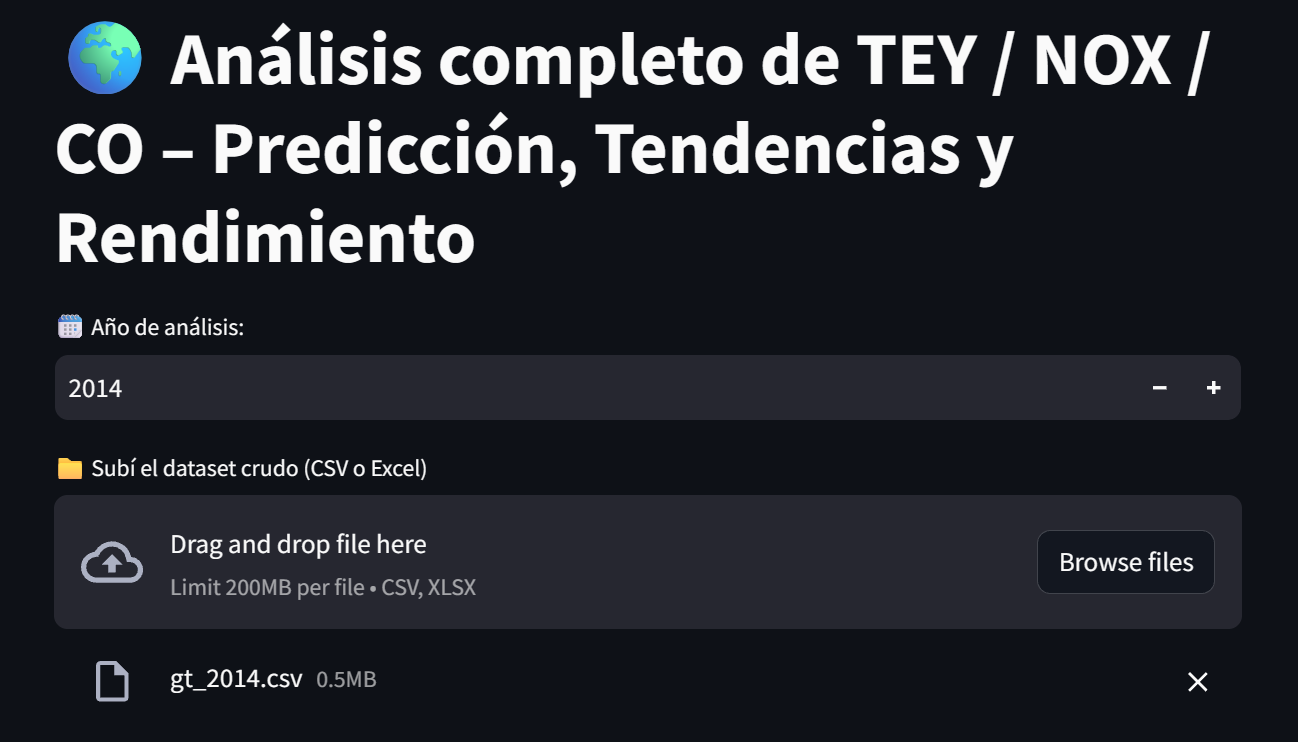 Análisis completo de TEY / NOX /
CO – Predicción, Tendencias y
Rendimiento
Año de análisis:
2014
Subí el dataset crudo (CSV o Excel)
Drag and drop file here
Limit 200MB per file • CSV, XLSX
Browse files
gt_2014.csv 0.5MB